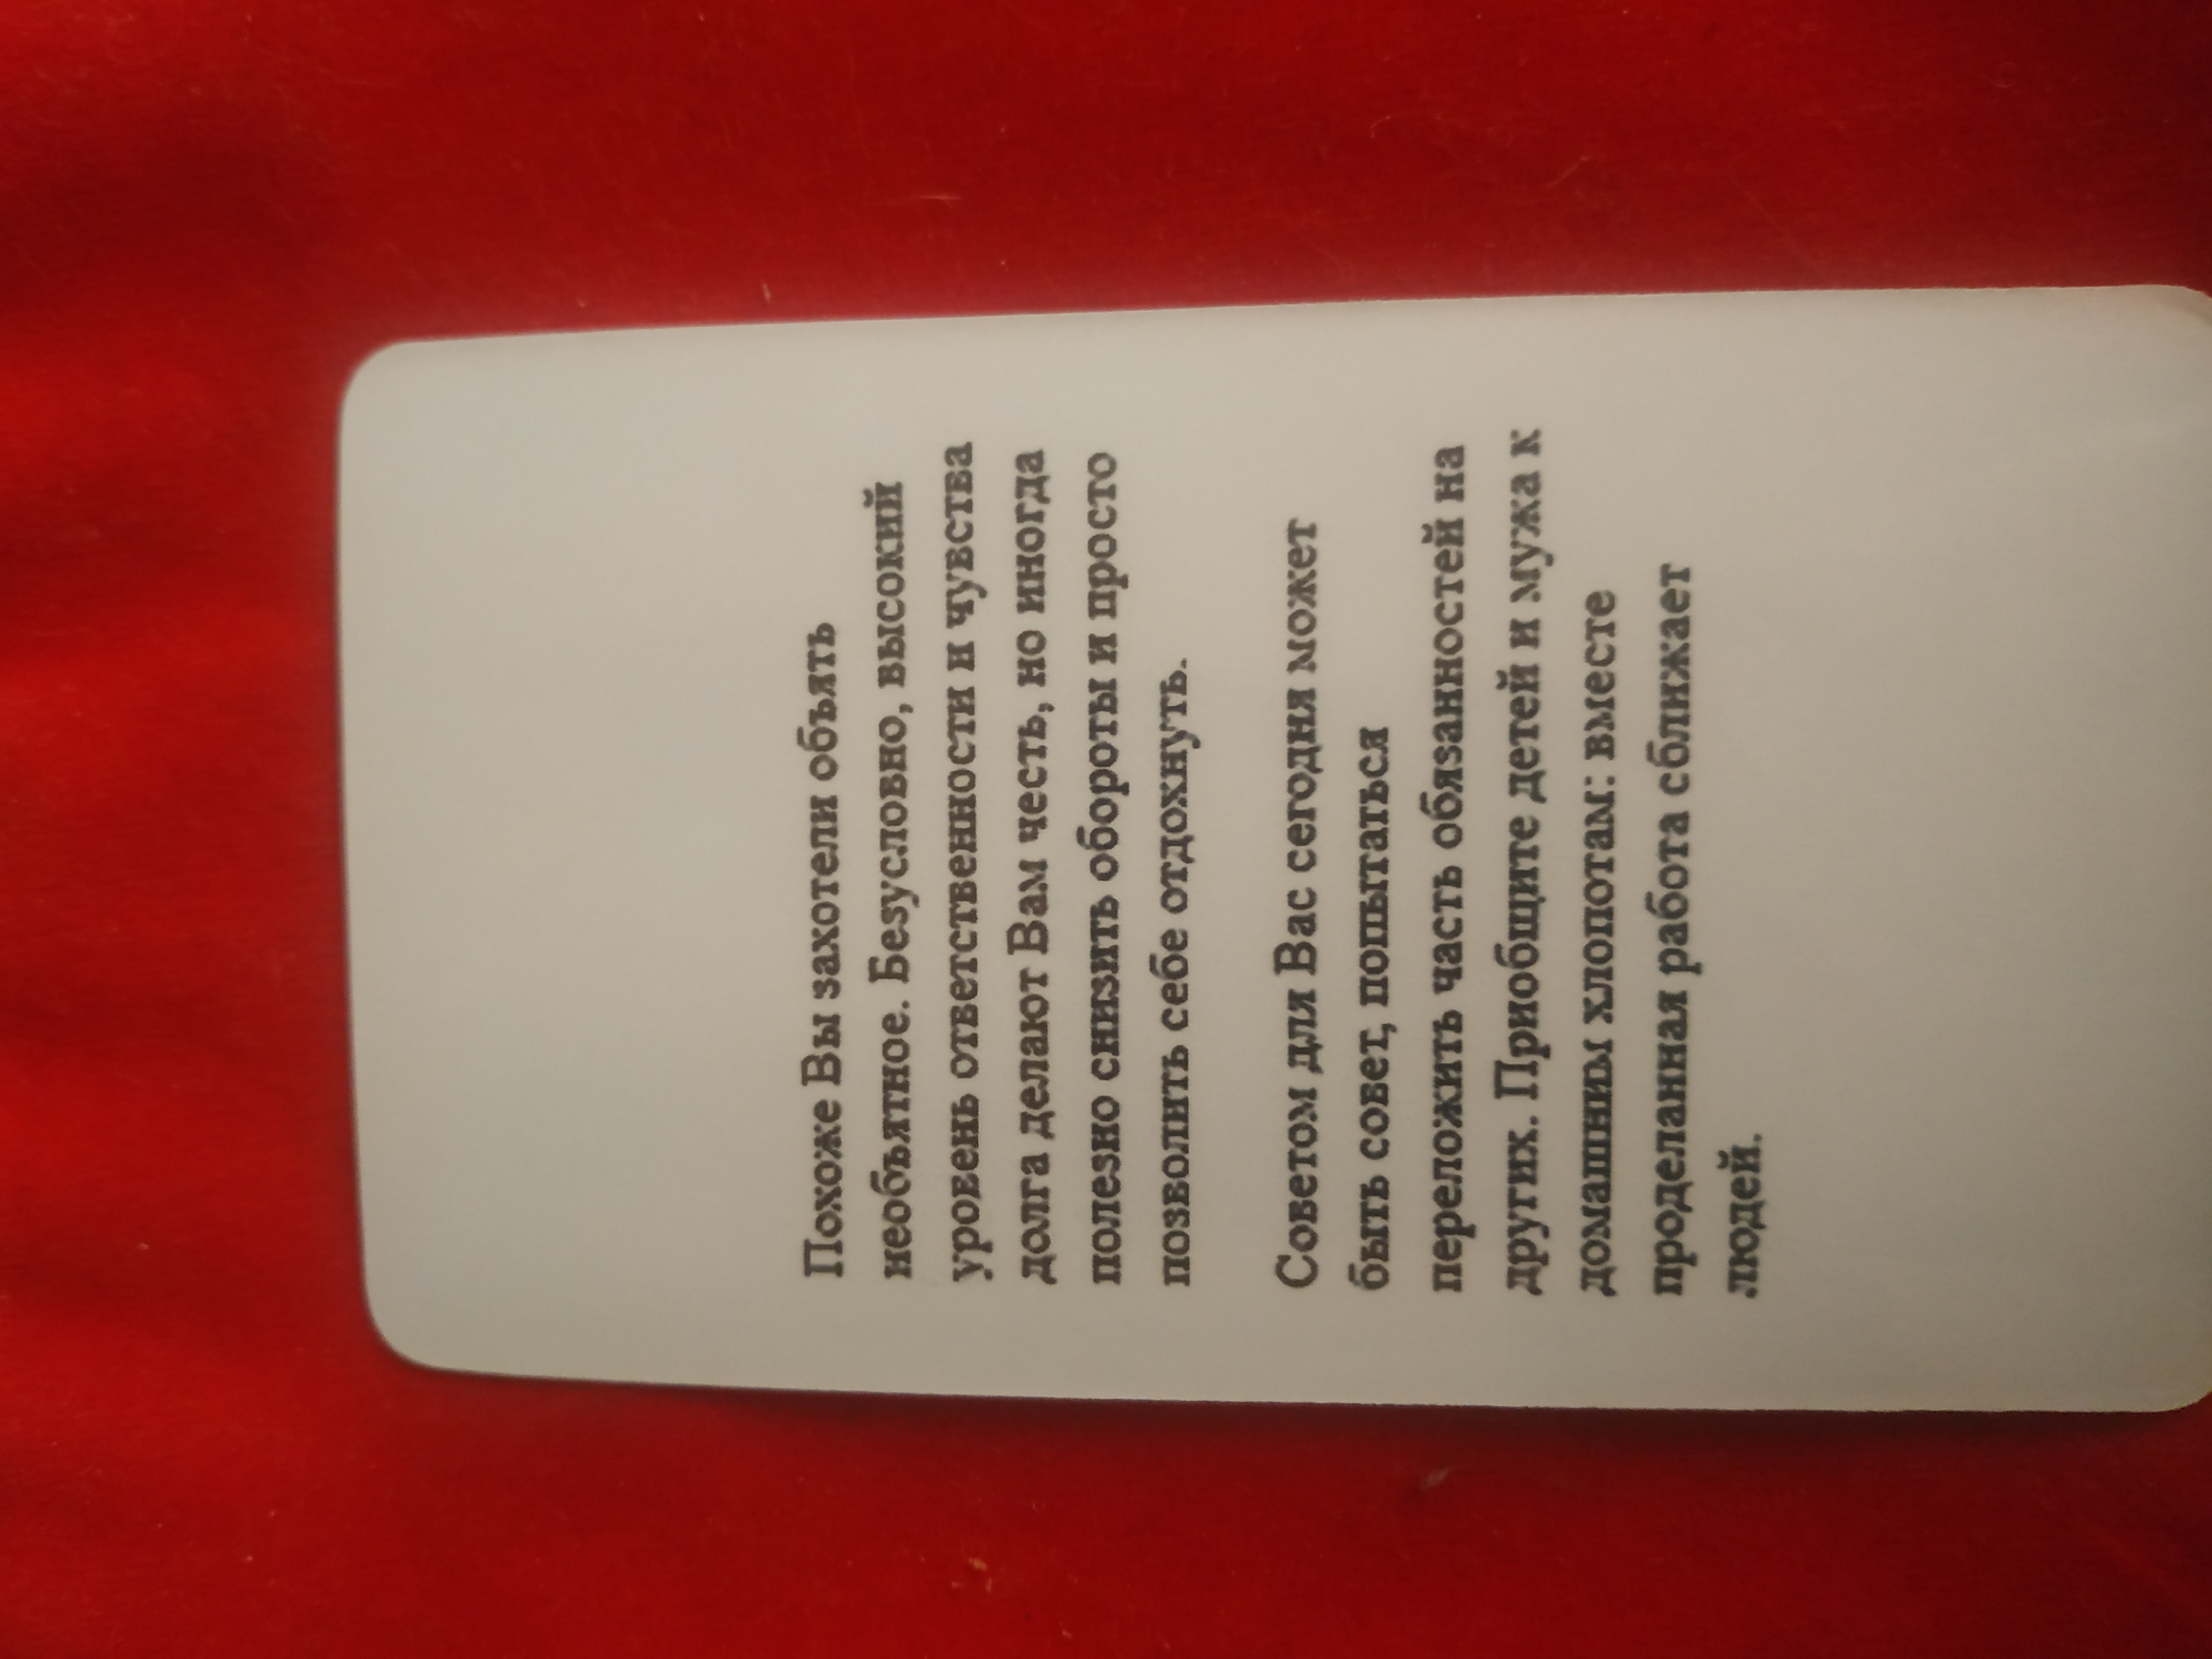 Похоже Вы захотели объять
необъятное. Безусловно, высокий
уровень ответственности и чувства
долга делают Вам честь, но иногда
полезно снизить обороты и просто
позволить себе отдохнуть.
Советом для Вас сегодня может
быть совет, попытаться
переложить часть обязанностей на
других. Приобщите детей и мужа к
домашним хлопотам: вместе
проделанная работа сближает
людей.